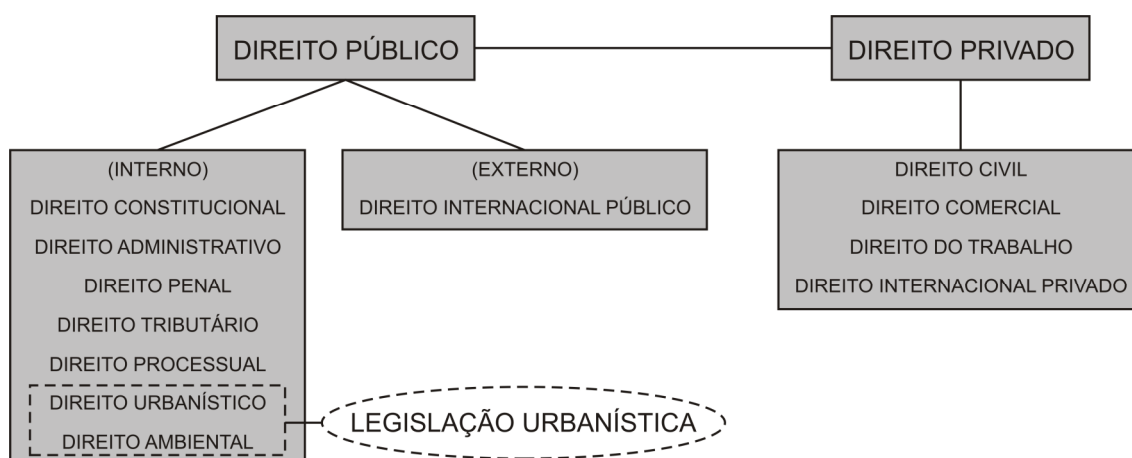 DIREITO PÚBLICO
DIREITO PRIVADO
(INTERNO)
DIREITO CONSTITUCIONAL
DIREITO ADMINISTRATIVO
DIREITO PENAL
DIREITO TRIBUTÁRIO
DIREITO PROCESSUAL
DIREITO URBANÍSTICO
DIREITO AMBIENTAL
LEGISLAÇÃO URBANÍSTICA
(EXTERNO)
DIREITO INTERNACIONAL PÚBLICO
DIREITO CIVIL
DIREITO COMERCIAL
DIREITO DO TRABALHO
DIREITO INTERNACIONAL PRIVADO